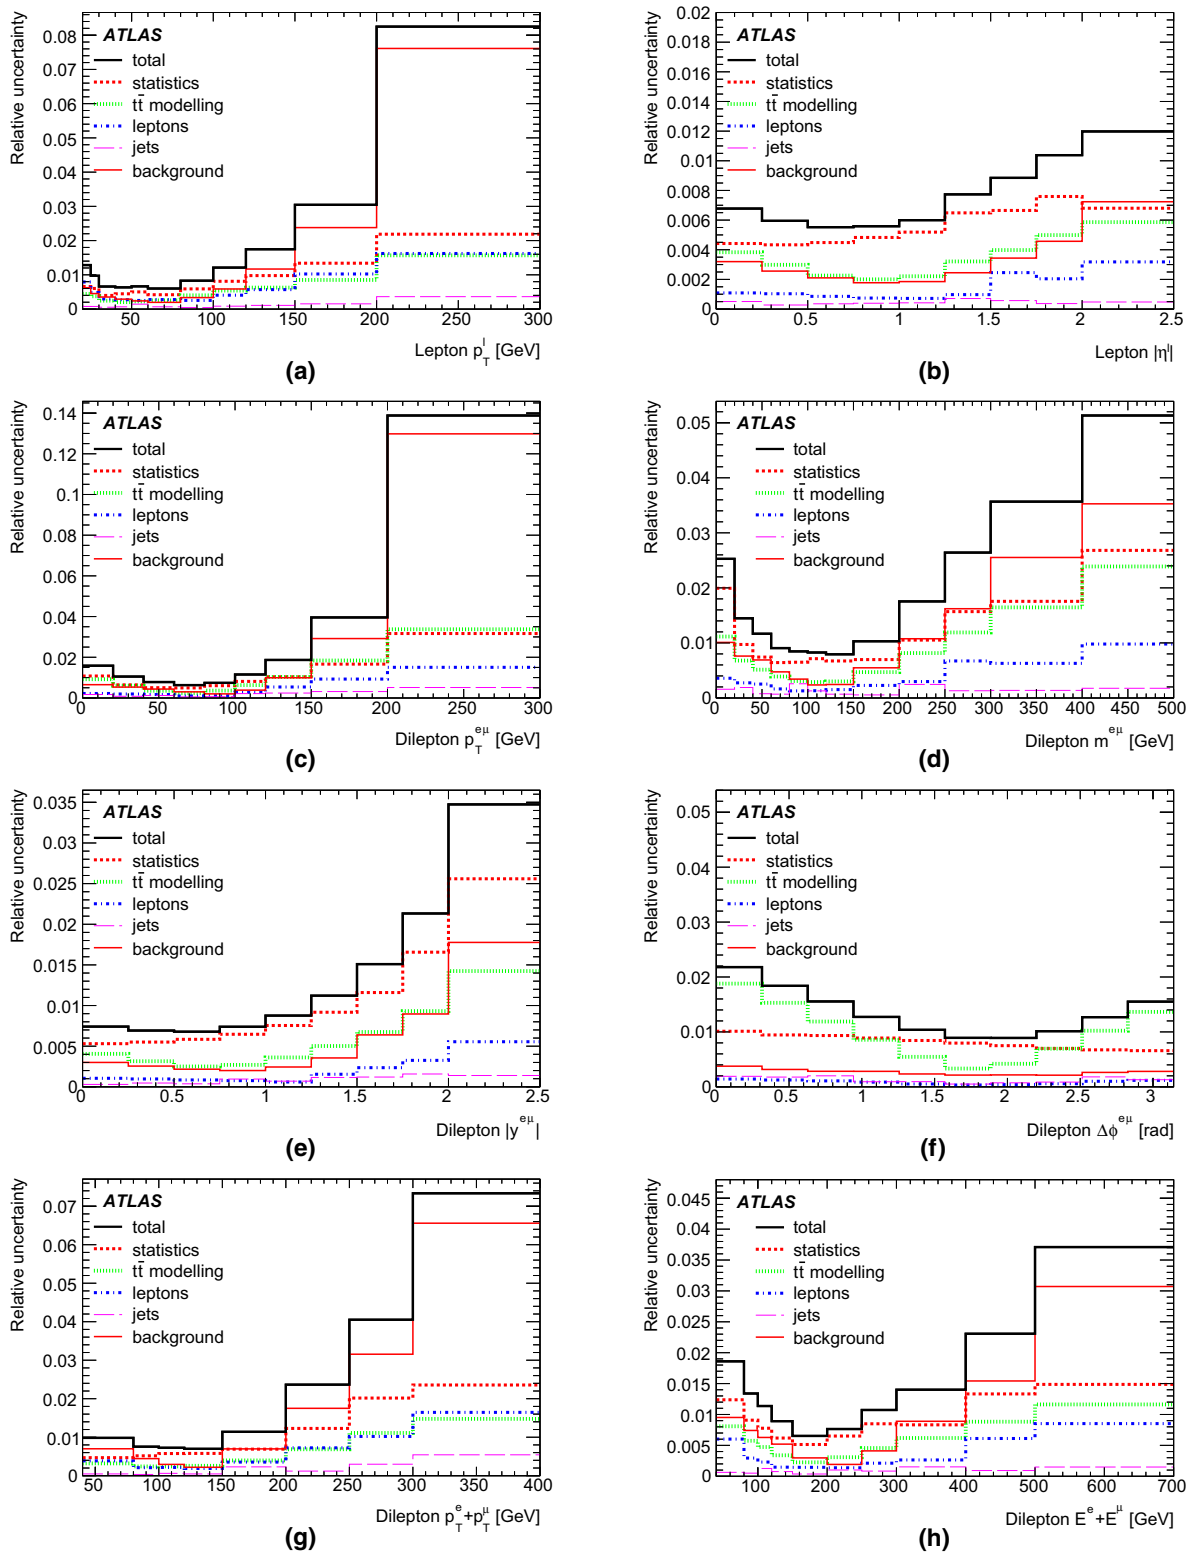 Relative uncertainty
ATLAS
total
statistics
tt̄ modelling
leptons
jets
background
0.08
0.07
0.06
0.05
0.04
0.03
0.02
0.01
0
50 100 150 200 250 300
Lepton p_T^l [GeV]
(a)
Relative uncertainty
ATLAS
total
statistics
tt̄ modelling
leptons
jets
background
0.02
0.018
0.016
0.014
0.012
0.01
0.008
0.006
0.004
0.002
0
0 0.5 1 1.5 2 2.5
Lepton |η^l|
(b)
Relative uncertainty
ATLAS
total
statistics
tt̄ modelling
leptons
jets
background
0.14
0.12
0.1
0.08
0.06
0.04
0.02
0
0 50 100 150 200 250 300
Dilepton p_T^eμ [GeV]
(c)
Relative uncertainty
ATLAS
total
statistics
tt̄ modelling
leptons
jets
background
0.05
0.04
0.03
0.02
0.01
0
0 50 100 150 200 250 300 350 400 450 500
Dilepton m^eμ [GeV]
(d)
Relative uncertainty
ATLAS
total
statistics
tt̄ modelling
leptons
jets
background
0.035
0.03
0.025
0.02
0.015
0.01
0.005
0
0 0.5 1 1.5 2 2.5
Dilepton |y^eμ|
(e)
Relative uncertainty
ATLAS
total
statistics
tt̄ modelling
leptons
jets
background
0.05
0.04
0.03
0.02
0.01
0
0 0.5 1 1.5 2 2.5 3
Dilepton Δϕ^eμ [rad]
(f)
Relative uncertainty
ATLAS
total
statistics
tt̄ modelling
leptons
jets
background
0.07
0.06
0.05
0.04
0.03
0.02
0.01
0
50 100 150 200 250 300 350 400
Dilepton p_T^e+p_T^μ [GeV]
(g)
Relative uncertainty
ATLAS
total
statistics
tt̄ modelling
leptons
jets
background
0.045
0.04
0.035
0.03
0.025
0.02
0.015
0.01
0.005
0
100 200 300 400 500 600 700
Dilepton E^e+E^μ [GeV]
(h)